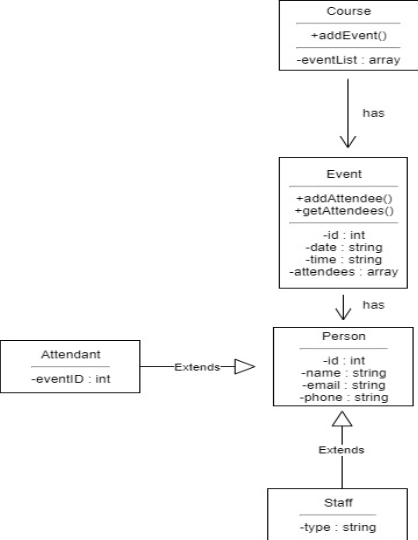 Course
+addEvent()
-eventList : array
has
Event
+addAttendee()
+getAttendees()
-id : int
-date : string
-time : string
-attendees : array
has
Person
-id : int
-name : string
-email : string
-phone : string
Attendant
-eventID : int
Extends
Extends
Staff
-type : string